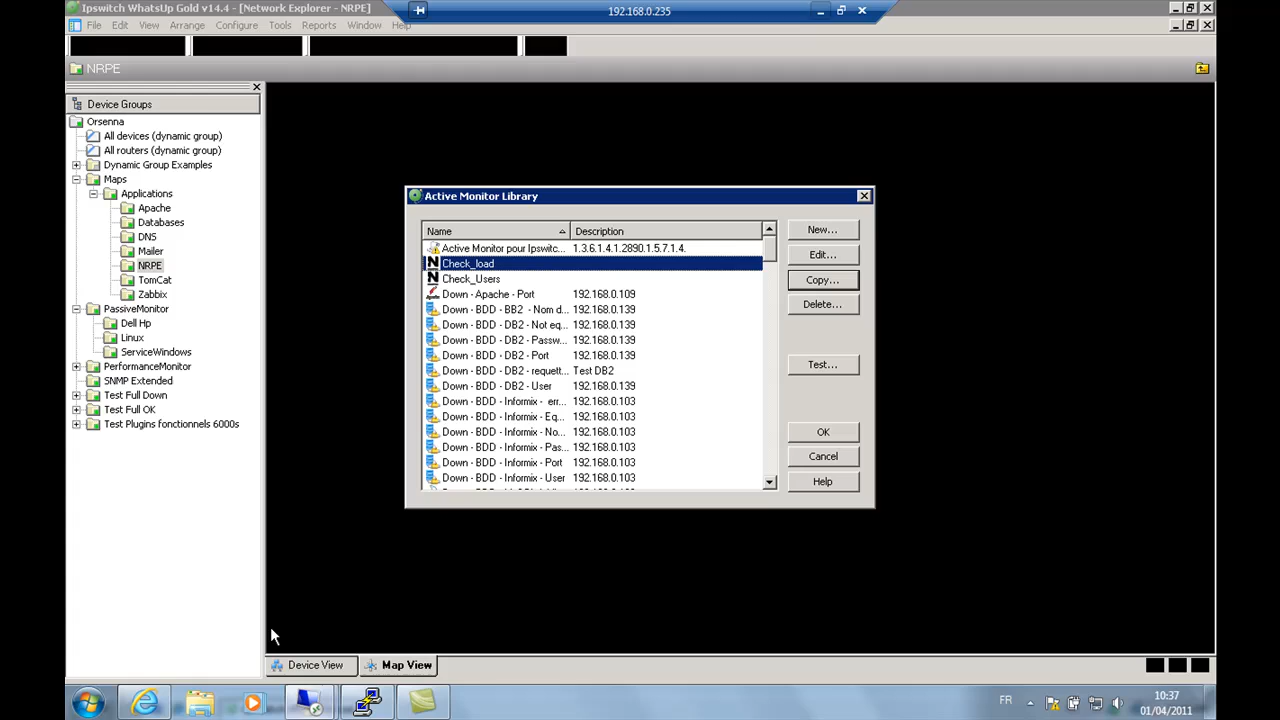 Ipswitch WhatsUp Gold v14.4 - [Network Explorer - NRPE]
192.168.0.235
File Edit View Arrange Configure Tools Reports Window Help
NRPE
Device Groups
Orsenna
All devices (dynamic group)
All routers (dynamic group)
Dynamic Group Examples
Maps
Applications
Apache
Databases
DNS
Mailer
NRPE
TomCat
Zabbix
PassiveMonitor
Dell Hp
Linux
ServiceWindows
PerformanceMonitor
SNMP Extended
Test Full Down
Test Full OK
Test Plugins fonctionnels 6000s
Active Monitor Library
Name Description
Active Monitor pour Ipswitc... 1.3.6.1.4.1.2890.1.5.7.1.4.
Check_load
Check_Users
Down - Apache - Port 192.168.0.109
Down - BDD - BB2 - Nom d... 192.168.0.139
Down - BDD - DB2 - Not eq... 192.168.0.139
Down - BDD - DB2 - Passw... 192.168.0.139
Down - BDD - DB2 - Port 192.168.0.139
Down - BDD - DB2 - requett... Test DB2
Down - BDD - DB2 - User 192.168.0.139
Down - BDD - Informix - err... 192.168.0.103
Down - BDD - Informix - Eq... 192.168.0.103
Down - BDD - Informix - No... 192.168.0.103
Down - BDD - Informix - Pas... 192.168.0.103
Down - BDD - Informix - Port 192.168.0.103
Down - BDD - Informix - User 192.168.0.103
New...
Edit...
Copy...
Delete...
Test...
OK
Cancel
Help
Device View
Map View
FR
10:37
01/04/2011